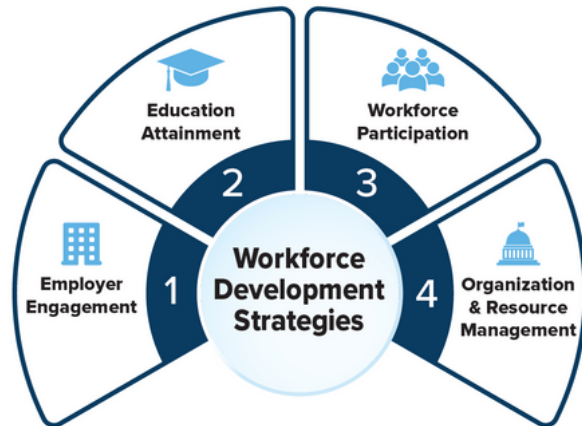 Workforce
Development
Strategies
1
Employer
Engagement
2
Education
Attainment
3
Workforce
Participation
4
Organization
& Resource
Management